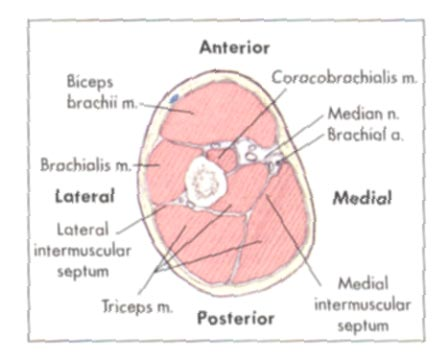 Anterior
Biceps
brachii m.
Coracobrachialis m.
Median n.
Brachial a.
Brachialis m.
Lateral
Medial
Lateral
intermuscular
septum
Triceps m.
Posterior
Medial
intermuscular
septum